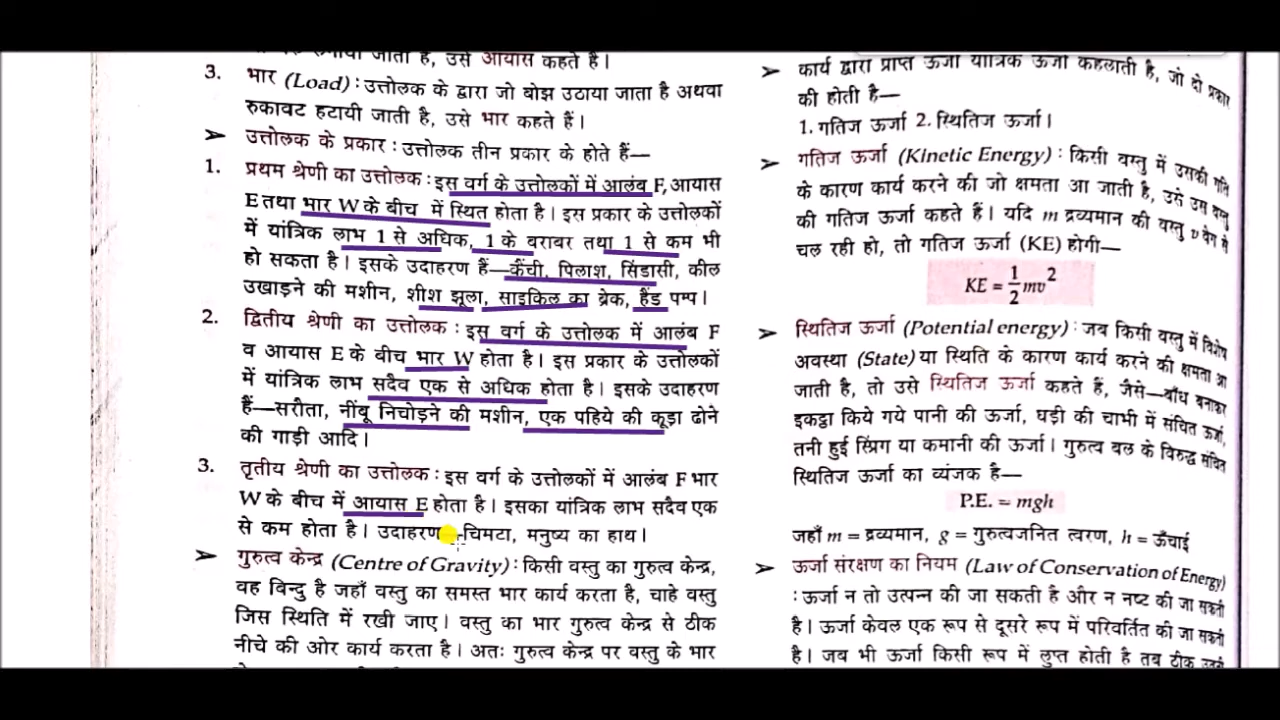 जाता है, उसे आयास कहते हैं।
3. भार (Load) : उत्तोलक के द्वारा जो बोझ उठाया जाता है अथवा
रुकावट हटायी जाती है, उसे भार कहते हैं।
➤ उत्तोलक के प्रकार : उत्तोलक तीन प्रकार के होते हैं—
1. प्रथम श्रेणी का उत्तोलक : इस वर्ग के उत्तोलकों में आलंब F, आयास
E तथा भार W के बीच में स्थित होता है। इस प्रकार के उत्तोलकों
में यांत्रिक लाभ 1 से अधिक, 1 के बराबर तथा 1 से कम भी
हो सकता है। इसके उदाहरण हैं—कैंची, पिलाश, सिंडासी, कील
उखाड़ने की मशीन, शीश झूला, साइकिल का ब्रेक, हैंड पम्प।
2. द्वितीय श्रेणी का उत्तोलक : इस वर्ग के उत्तोलक में आलंब F
व आयास E के बीच भार W होता है। इस प्रकार के उत्तोलकों
में यांत्रिक लाभ सदैव एक से अधिक होता है। इसके उदाहरण
हैं—सरौता, नींबू निचोड़ने की मशीन, एक पहिये की कूड़ा ढोने
की गाड़ी आदि।
3. तृतीय श्रेणी का उत्तोलक : इस वर्ग के उत्तोलकों में आलंब F भार
W के बीच में आयास E होता है। इसका यांत्रिक लाभ सदैव एक
से कम होता है। उदाहरण—चिमटा, मनुष्य का हाथ।
➤ गुरुत्व केन्द्र (Centre of Gravity) : किसी वस्तु का गुरुत्व केन्द्र,
वह विन्दु है जहाँ वस्तु का समस्त भार कार्य करता है, चाहे वस्तु
जिस स्थिति में रखी जाए। वस्तु का भार गुरुत्व केन्द्र से ठीक
नीचे की ओर कार्य करता है। अतः गुरुत्व केन्द्र पर वस्तु के भार
➤ कार्य द्वारा प्राप्त ऊर्जा यांत्रिक ऊर्जा कहलाती है, जो दो प्रकार
की होती है—
1. गतिज ऊर्जा 2. स्थितिज ऊर्जा।
➤ गतिज ऊर्जा (Kinetic Energy) : किसी वस्तु में उसकी गति
के कारण कार्य करने की जो क्षमता आ जाती है, उसे उस वस्तु
की गतिज ऊर्जा कहते हैं। यदि m द्रव्यमान की वस्तु v वेग से
चल रही हो, तो गतिज ऊर्जा (KE) होगी—
KE = 1/2 mv²
➤ स्थितिज ऊर्जा (Potential energy) : जब किसी वस्तु में विशेष
अवस्था (State) या स्थिति के कारण कार्य करने की क्षमता आ
जाती है, तो उसे स्थितिज ऊर्जा कहते हैं, जैसे—बाँध बनाकर
इकट्ठा किये गये पानी की ऊर्जा, घड़ी की चाभी में संचित ऊर्जा,
तनी हुई स्प्रिंग या कमानी की ऊर्जा। गुरुत्व बल के विरुद्ध संचित
स्थितिज ऊर्जा का व्यंजक है—
P.E. = mgh
जहाँ m = द्रव्यमान, g = गुरुत्वजनित त्वरण, h = ऊँचाई
➤ ऊर्जा संरक्षण का नियम (Law of Conservation of Energy)
: ऊर्जा न तो उत्पन्न की जा सकती है और न नष्ट की जा सकती
है। ऊर्जा केवल एक रूप से दूसरे रूप में परिवर्तित की जा सकती
है। जब भी ऊर्जा किसी रूप में लुप्त होती है तब ठीक उतनी